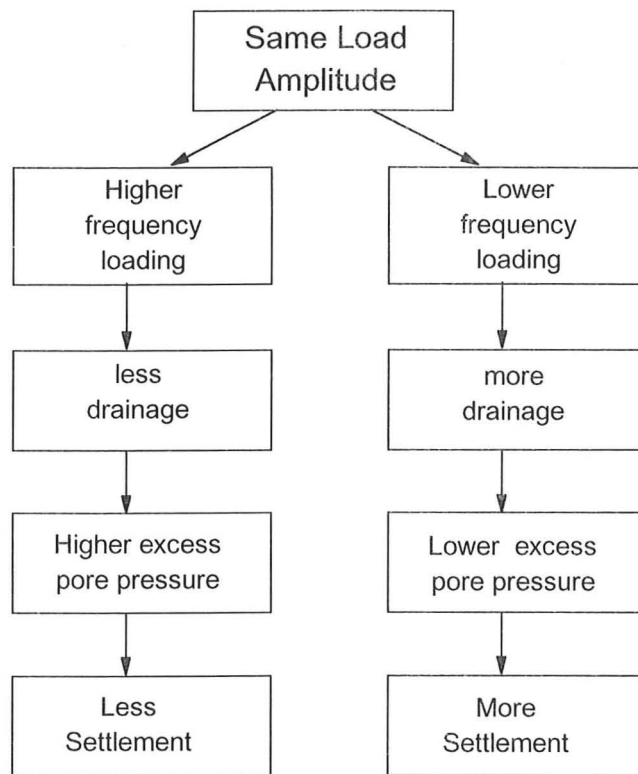 Same Load
Amplitude
Higher
frequency
loading
Lower
frequency
loading
less
drainage
more
drainage
Higher excess
pore pressure
Lower excess
pore pressure
Less
Settlement
More
Settlement